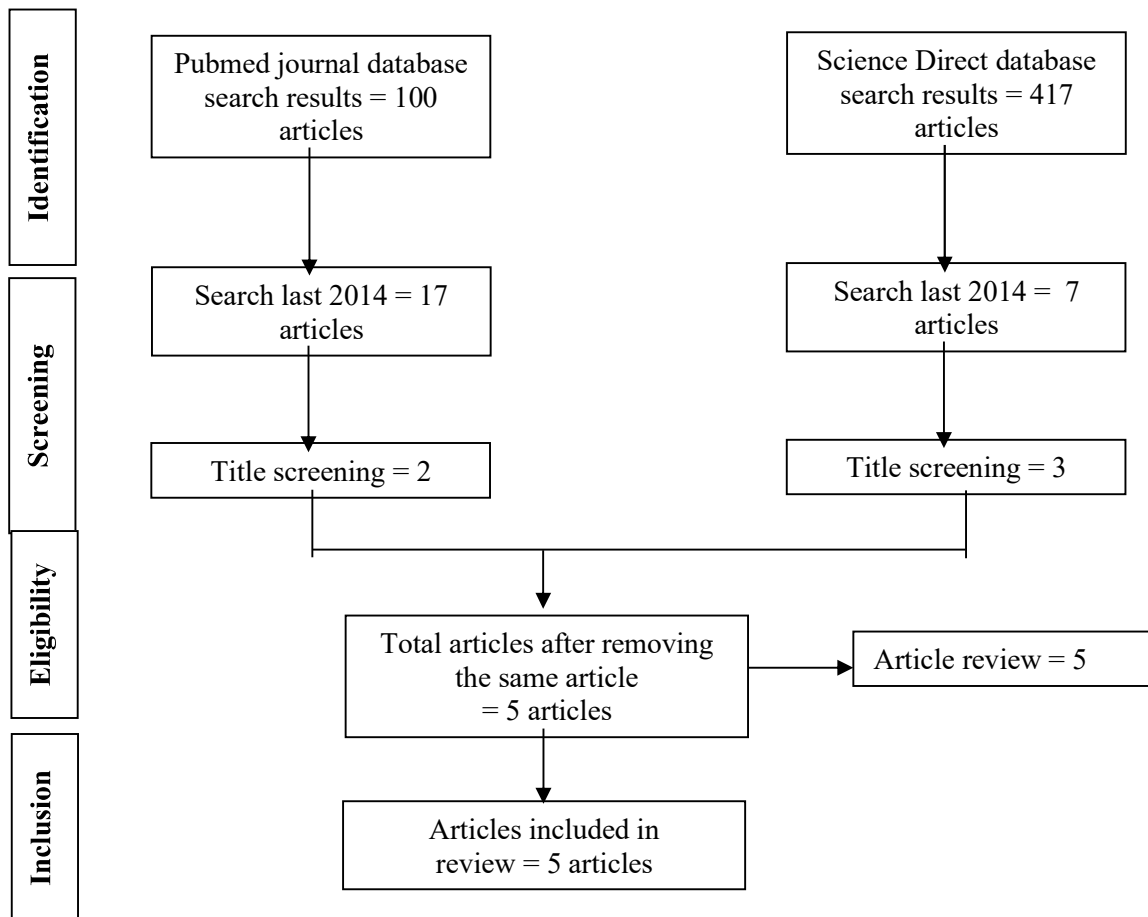 Identification
Pubmed journal database
search results = 100
articles
Science Direct database
search results = 417
articles
Screening
Search last 2014 = 17
articles
Search last 2014 =  7
articles
Title screening = 2
Title screening = 3
Eligibility
Total articles after removing
the same article
= 5 articles
Article review = 5
Inclusion
Articles included in
review = 5 articles